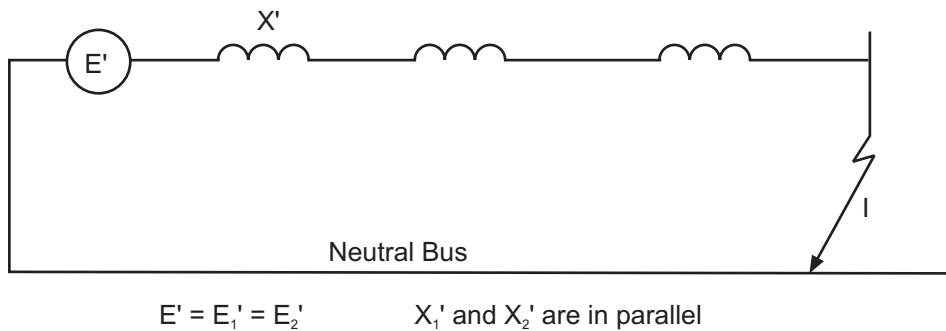 X'
E'
I
Neutral Bus
E' = E₁' = E₂' X₁' and X₂' are in parallel